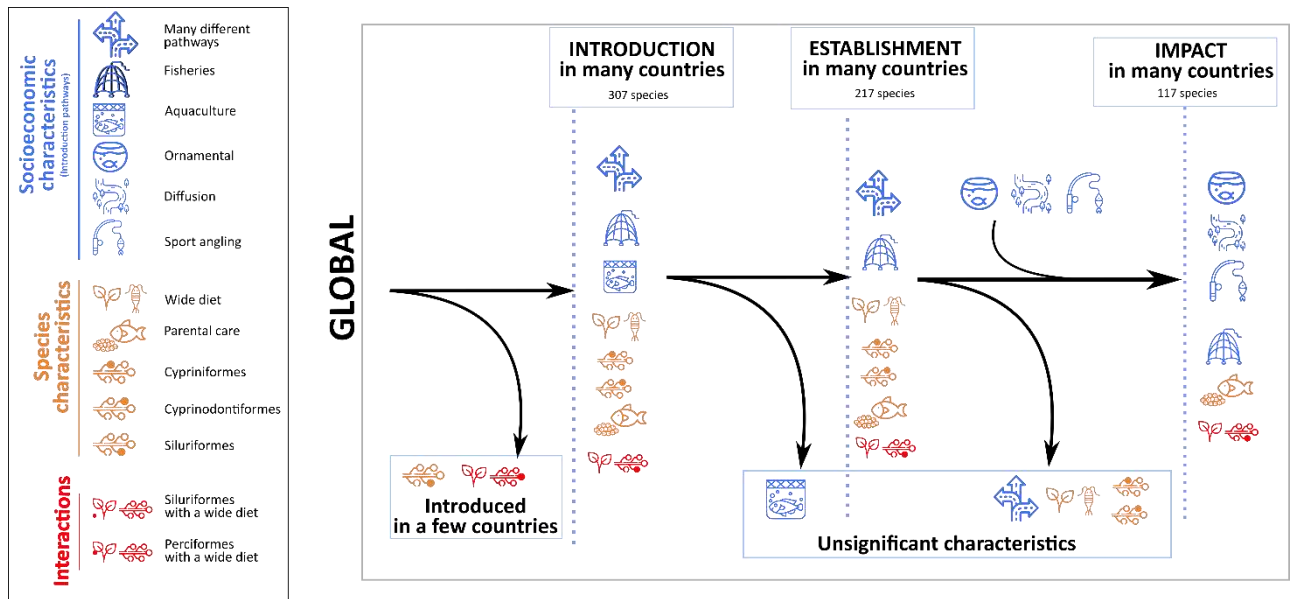 Socioeconomic
characteristics
(Introduction pathways)
Many different
pathways
Fisheries
Aquaculture
Ornamental
Diffusion
Sport angling
Species
characteristics
Wide diet
Parental care
Cypriniformes
Cyprinodontiformes
Siluriformes
Interactions
Siluriformes
with a wide diet
Perciformes
with a wide diet
GLOBAL
INTRODUCTION
in many countries
307 species
ESTABLISHMENT
in many countries
217 species
IMPACT
in many countries
117 species
Introduced
in a few countries
Unsignificant characteristics